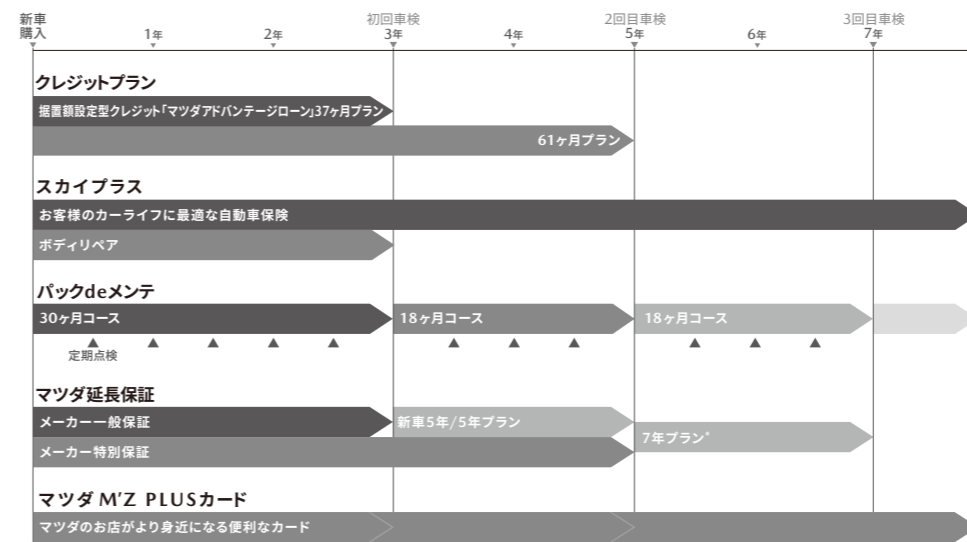 新車
購入
初回車検
2回目車検
3回目車検
1年
2年
3年
4年
5年
6年
7年
クレジットプラン
据置額設定型クレジット「マツダアドバンテージローン」37ヶ月プラン
61ヶ月プラン
スカイプラス
お客様のカーライフに最適な自動車保険
ボディリペア
パックdeメンテ
30ヶ月コース
18ヶ月コース
18ヶ月コース
定期点検
マツダ延長保証
メーカー一般保証
新車5年/5年プラン
7年プラン*
メーカー特別保証
マツダ M'Z PLUSカード
マツダのお店がより身近になる便利なカード